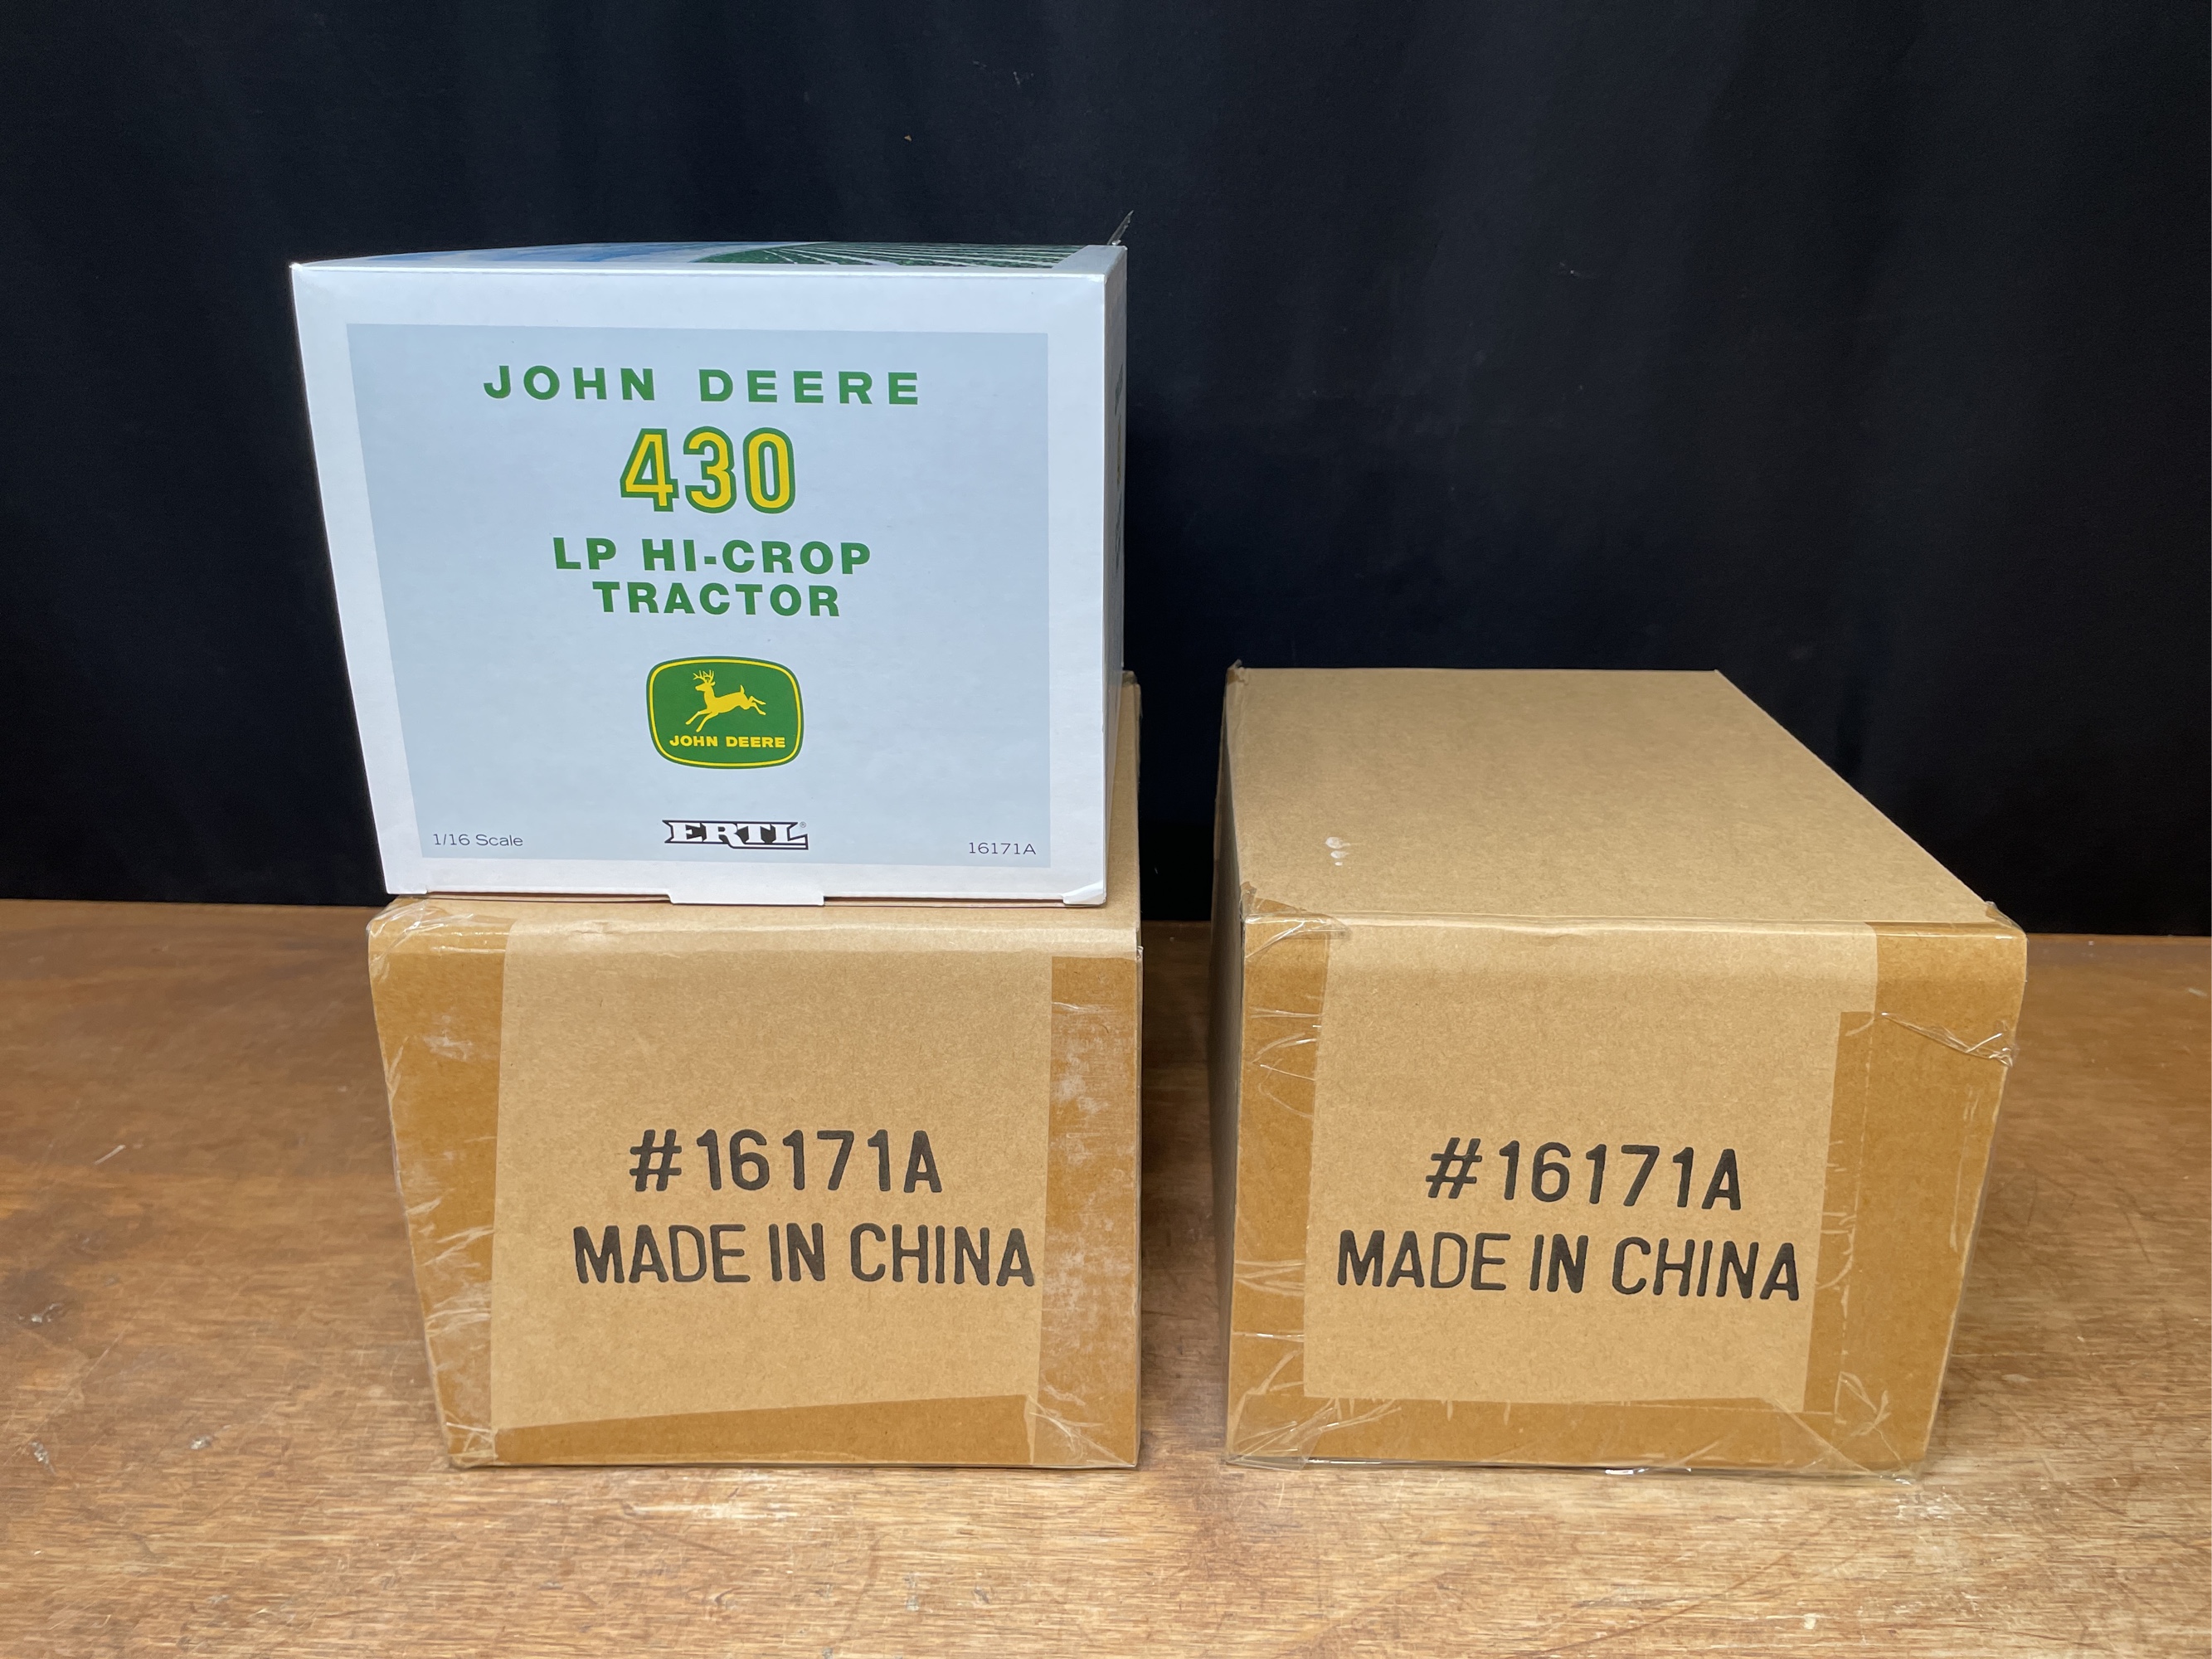 JOHN DEERE
430
LP HI-CROP
TRACTOR
JOHN DEERE
1/16 Scale
ERTL®
16171A
#16171A
MADE IN CHINA
#16171A
MADE IN CHINA